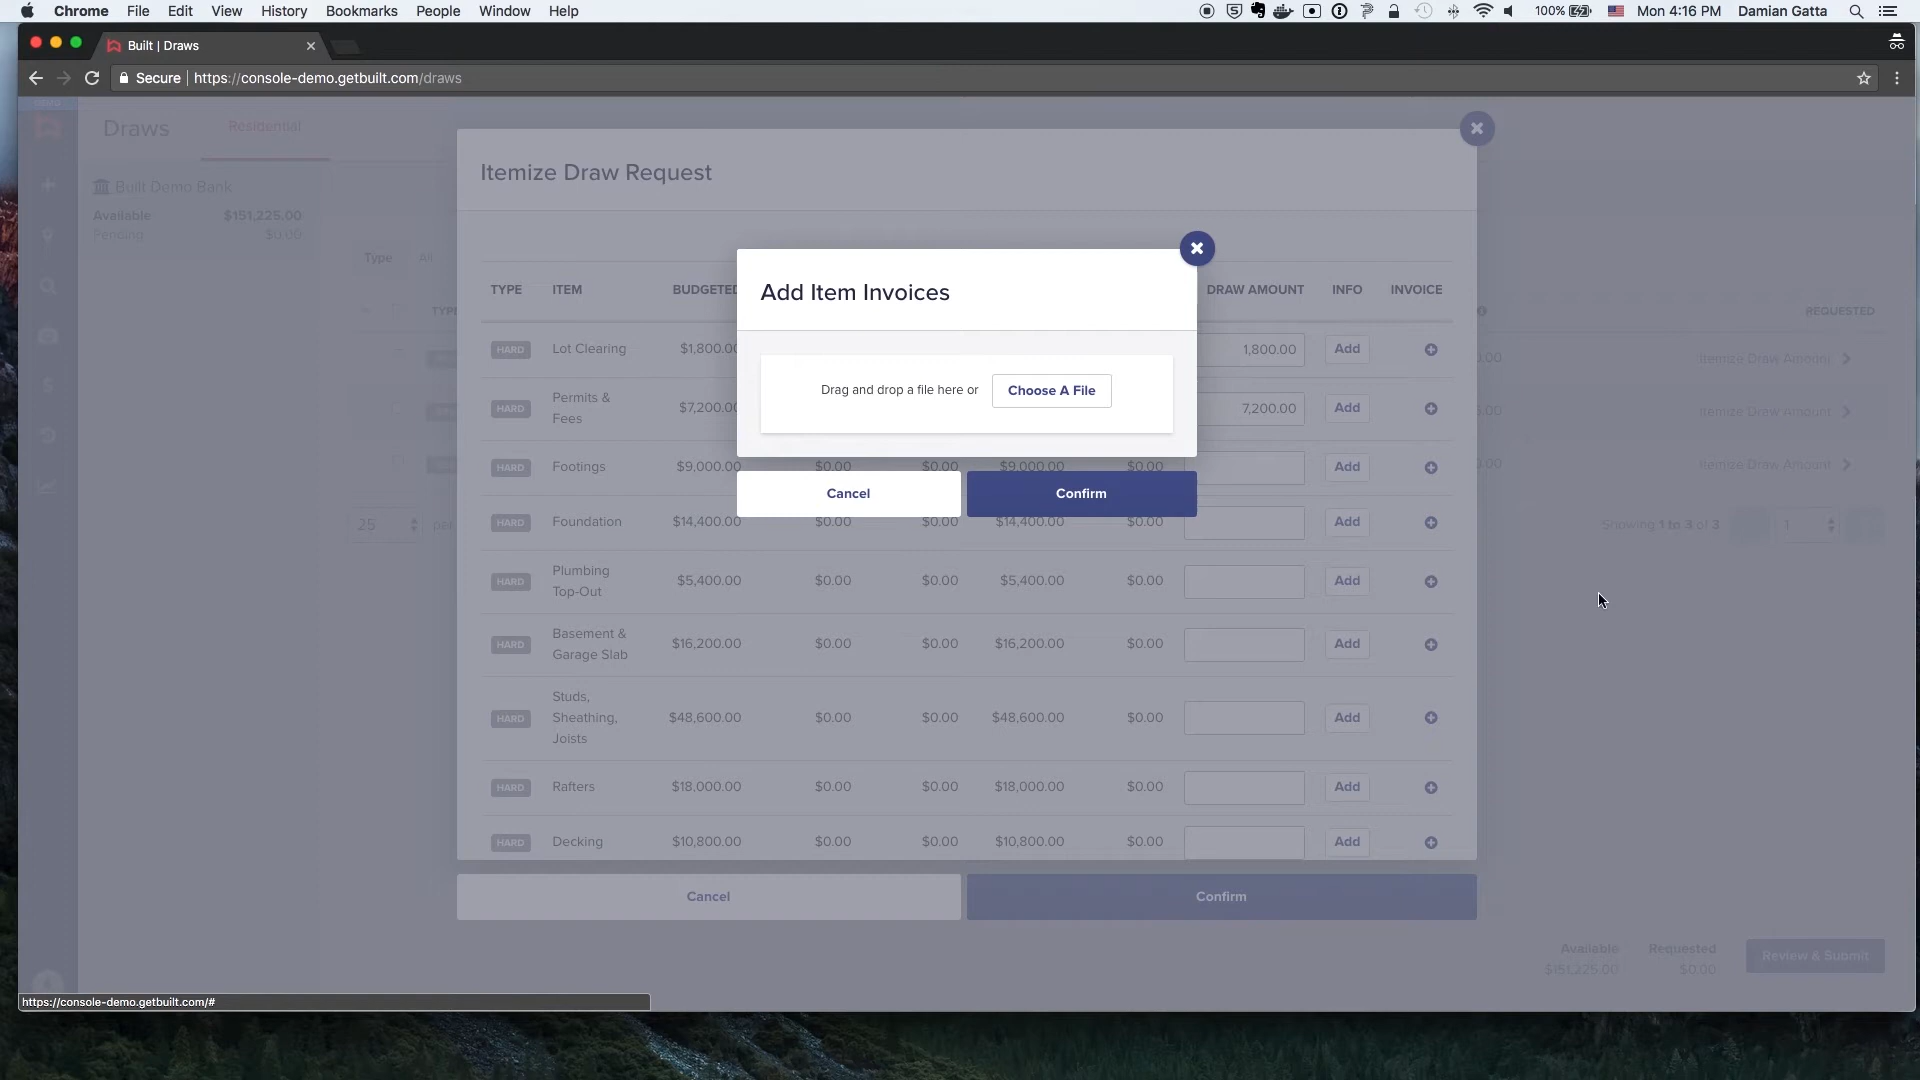 Chrome File Edit View History Bookmarks People Window Help 100% Mon 4:16 PM Damian Gatta
Built | Draws
Secure | https://console-demo.getbuilt.com/draws
Draws Residential
Itemize Draw Request
Built Demo Bank
Available $151,225.00
Pending $0.00
Type All
Add Item Invoices
TYPE ITEM BUDGETED DRAW AMOUNT INFO INVOICE
TYPE REQUESTED
HARD Lot Clearing $1,800.00 1,800.00 Add
Itemize Draw Amount
Drag and drop a file here or Choose A File
HARD Permits & Fees $7,200.00 7,200.00 Add
Itemize Draw Amount
HARD Footings $9,000.00 $0.00 $0.00 $9,000.00 $0.00 Add
Itemize Draw Amount
Cancel Confirm
HARD Foundation $14,400.00 $0.00 $0.00 $14,400.00 $0.00 Add
25 per
Showing 1 to 3 of 3 1
HARD Plumbing Top-Out $5,400.00 $0.00 $0.00 $5,400.00 $0.00 Add
HARD Basement & Garage Slab $16,200.00 $0.00 $0.00 $16,200.00 $0.00 Add
HARD Studs, Sheathing, Joists $48,600.00 $0.00 $0.00 $48,600.00 $0.00 Add
HARD Rafters $18,000.00 $0.00 $0.00 $18,000.00 $0.00 Add
HARD Decking $10,800.00 $0.00 $0.00 $10,800.00 $0.00 Add
Cancel Confirm
Available Requested
$151,225.00 $0.00
Review & Submit
https://console-demo.getbuilt.com/#